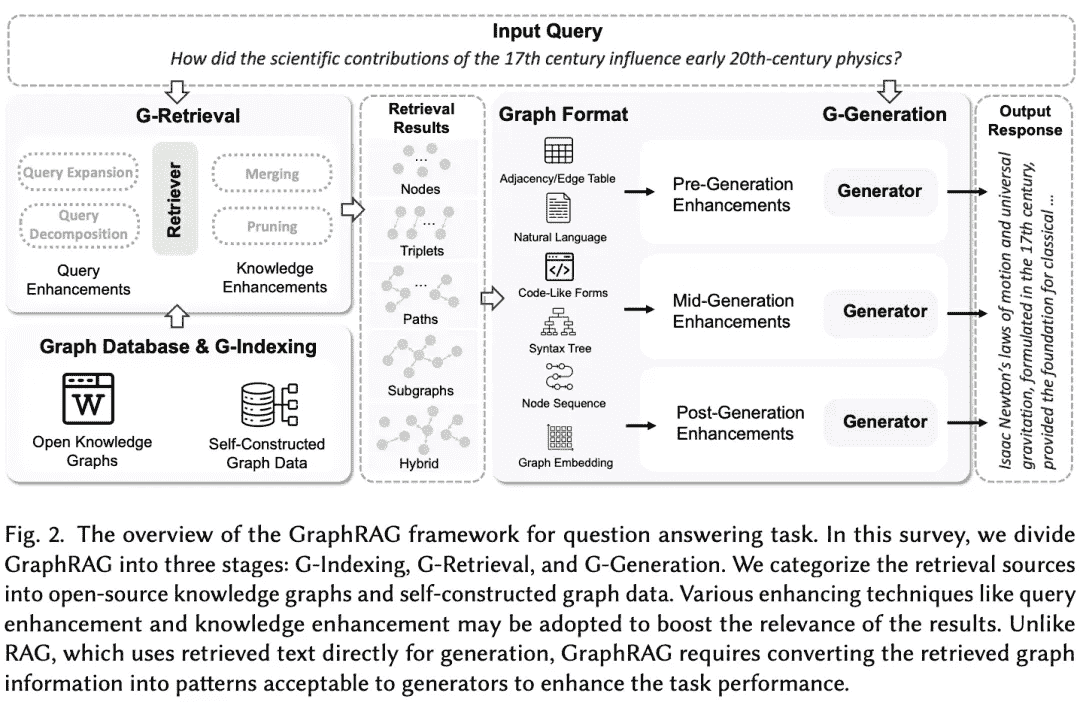 Input Query
How did the scientific contributions of the 17th century influence early 20th-century physics?
G-Retrieval
Query Expansion
Query
Decomposition
Query
Enhancements
Retriever
Merging
Pruning
Knowledge
Enhancements
Graph Database & G-Indexing
W
Open Knowledge
Graphs
Self-Constructed
Graph Data
Retrieval
Results
...
Nodes
...
Triplets
...
Paths
Subgraphs
Hybrid
Graph Format
Adjacency/Edge Table
Natural Language
</>
Code-Like Forms
Syntax Tree
Node Sequence
Graph Embedding
G-Generation
Pre-Generation
Enhancements
Generator
Mid-Generation
Enhancements
Generator
Post-Generation
Enhancements
Generator
Output
Response
Isaac Newton's laws of motion and universal
gravitation, formulated in the 17th century,
provided the foundation for classical ...
Fig. 2. The overview of the GraphRAG framework for question answering task. In this survey, we divide
GraphRAG into three stages: G-Indexing, G-Retrieval, and G-Generation. We categorize the retrieval sources
into open-source knowledge graphs and self-constructed graph data. Various enhancing techniques like query
enhancement and knowledge enhancement may be adopted to boost the relevance of the results. Unlike
RAG, which uses retrieved text directly for generation, GraphRAG requires converting the retrieved graph
information into patterns acceptable to generators to enhance the task performance.